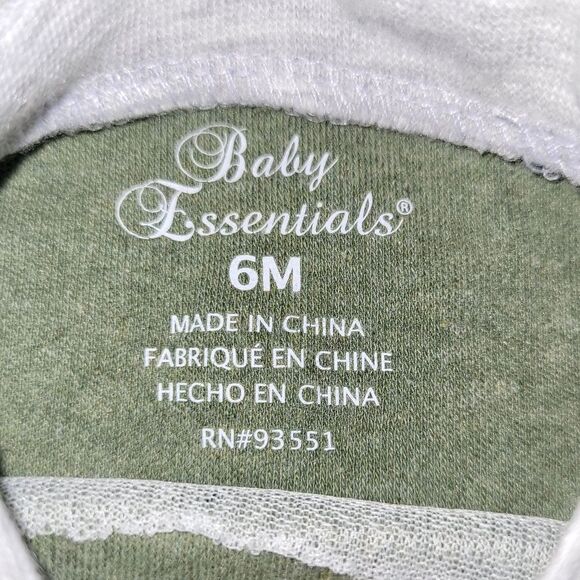 Baby
Essentials®
6M
MADE IN CHINA
FABRIQUÉ EN CHINE
HECHO EN CHINA
RN#93551